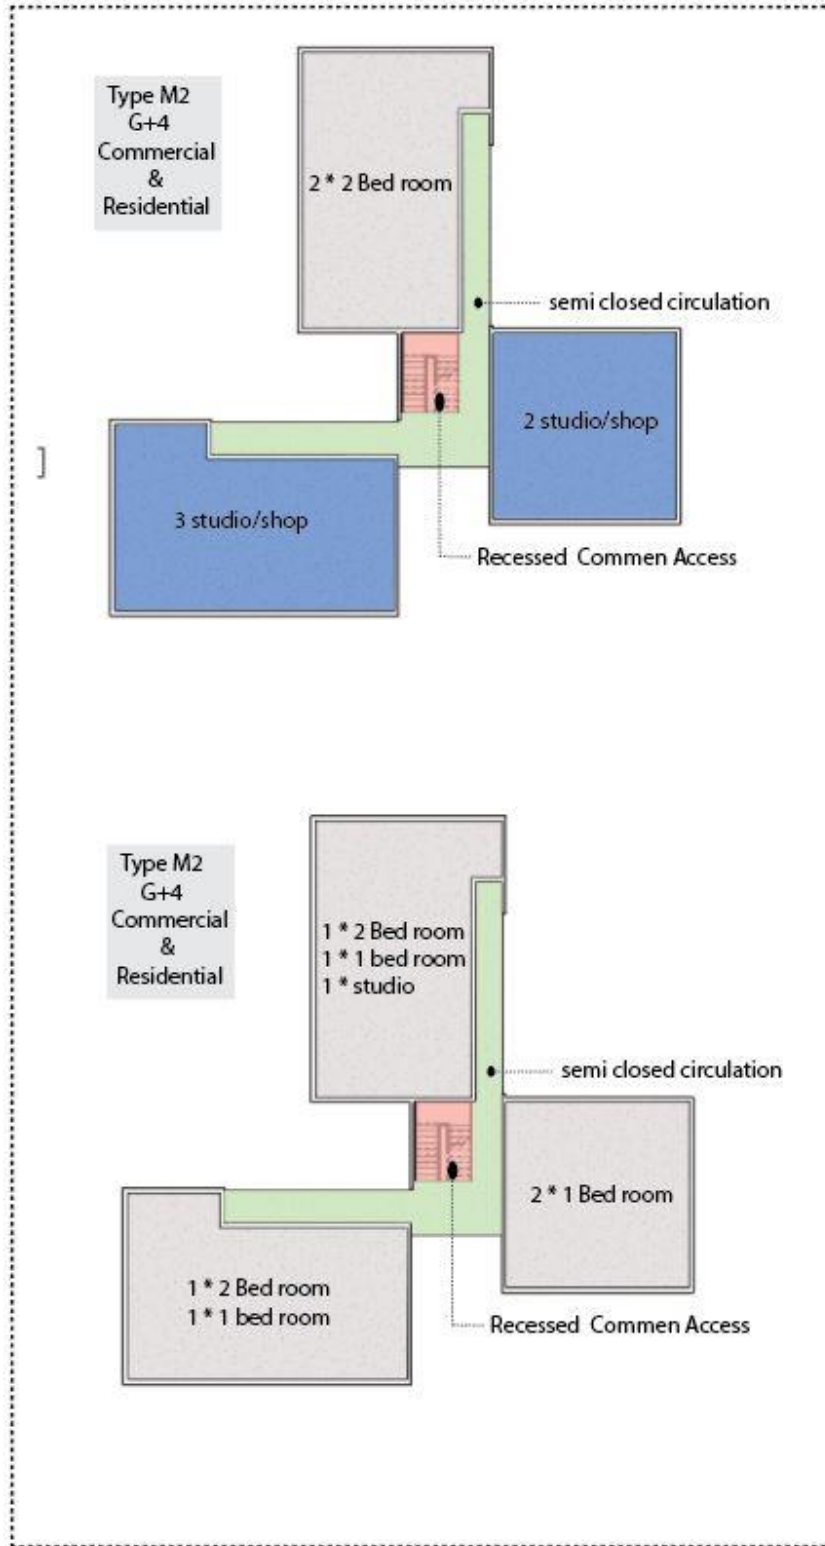 Type M2
G+4
Commercial
&
Residential
2 * 2 Bed room
semi closed circulation
2 studio/shop
]
3 studio/shop
Recessed Commen Access
Type M2
G+4
Commercial
&
Residential
1 * 2 Bed room
1 * 1 bed room
1 * studio
semi closed circulation
2 * 1 Bed room
1 * 2 Bed room
1 * 1 bed room
Recessed Commen Access